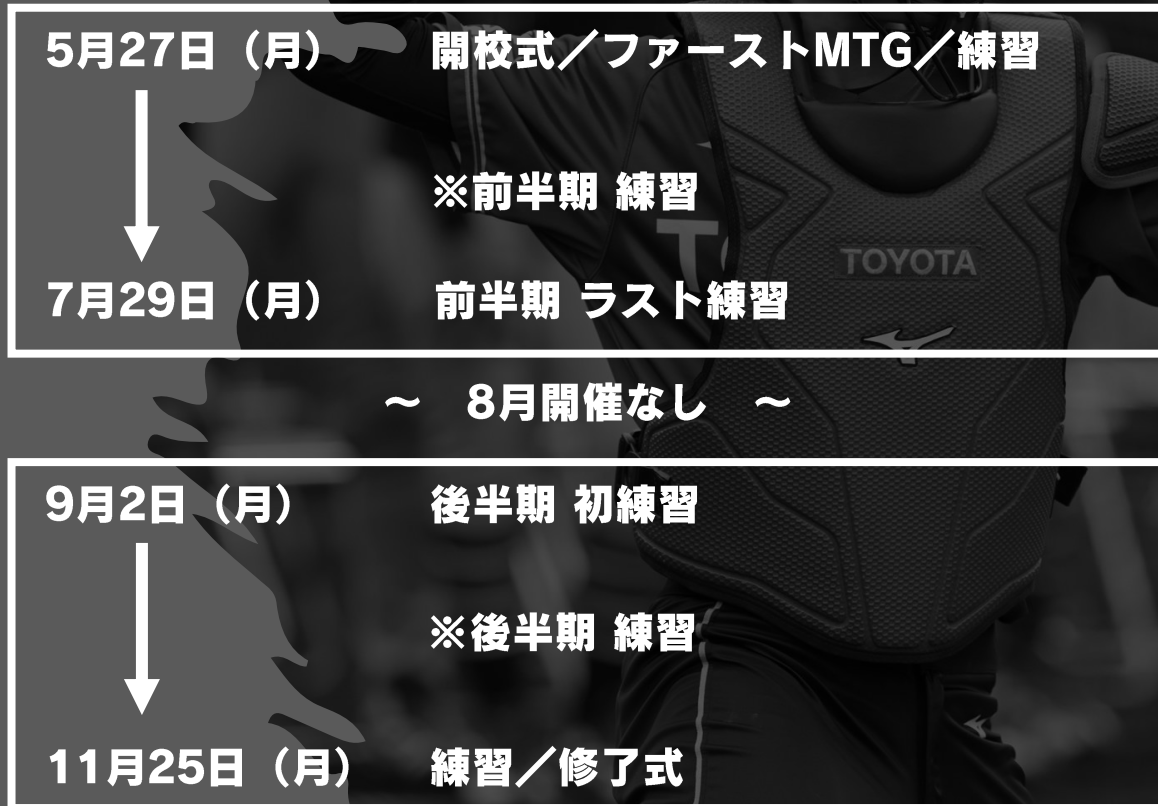 5月27日（月） 開校式／ファーストMTG／練習
※前半期 練習
TOYOTA
7月29日（月） 前半期 ラスト練習
～ 8月開催なし ～
9月2日（月） 後半期 初練習
※後半期 練習
11月25日（月） 練習／修了式